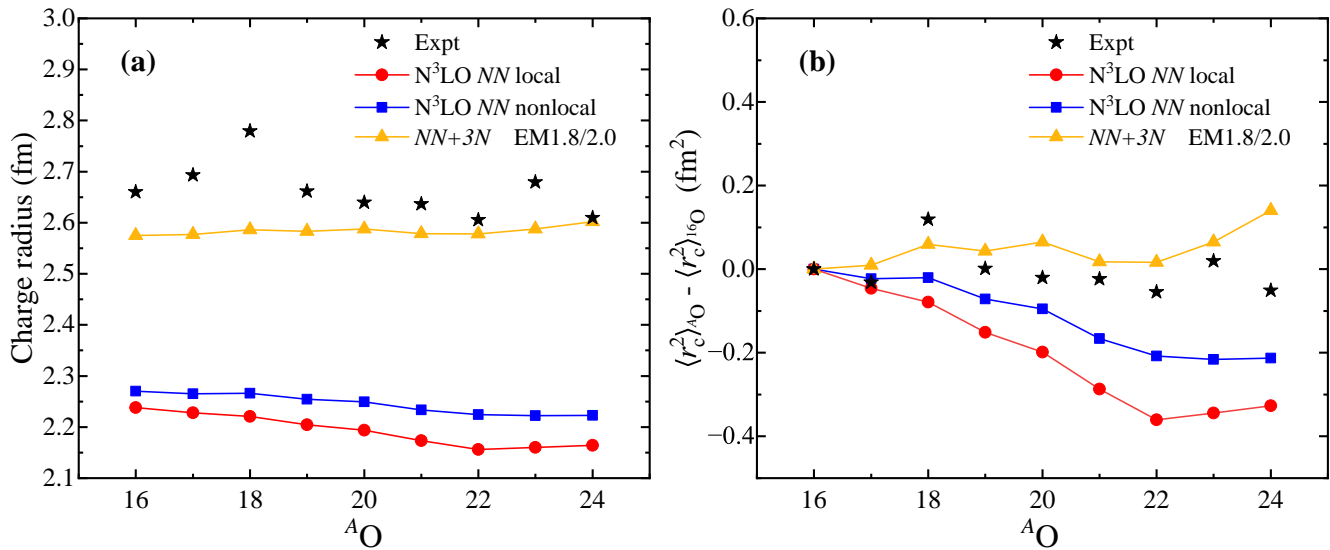 (a)
Expt
N³LO NN local
N³LO NN nonlocal
NN+3N EM1.8/2.0
Charge radius (fm)
3.0
2.9
2.8
2.7
2.6
2.5
2.4
2.3
2.2
2.1
16 18 20 22 24
ᴬO
(b)
Expt
N³LO NN local
N³LO NN nonlocal
NN+3N EM1.8/2.0
⟨r²c⟩ᴬO - ⟨r²c⟩¹⁶O (fm²)
0.6
0.4
0.2
0.0
−0.2
−0.4
16 18 20 22 24
ᴬO